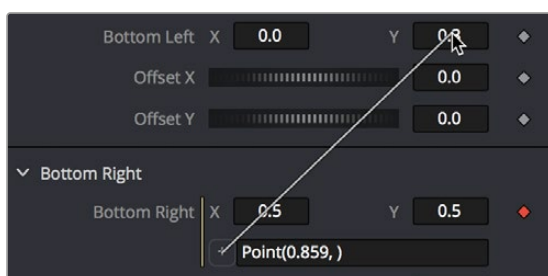 Bottom Left X 0.0 Y
Offset X 0.0
Offset Y 0.0
Bottom Right
Bottom Right X 0.5 Y 0.5
Point(0.859, )